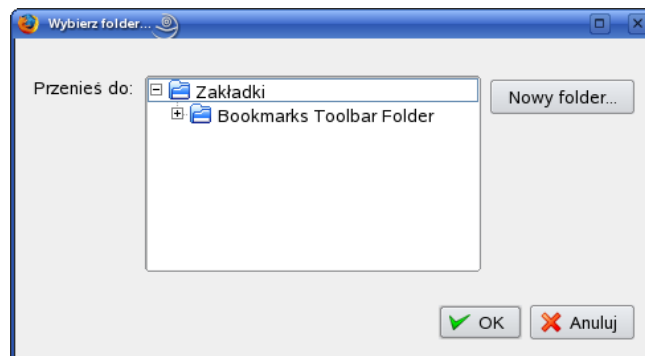 Wybierz folder...
Przenieś do:
Zakładki
Nowy folder...
Bookmarks Toolbar Folder
OK
Anuluj